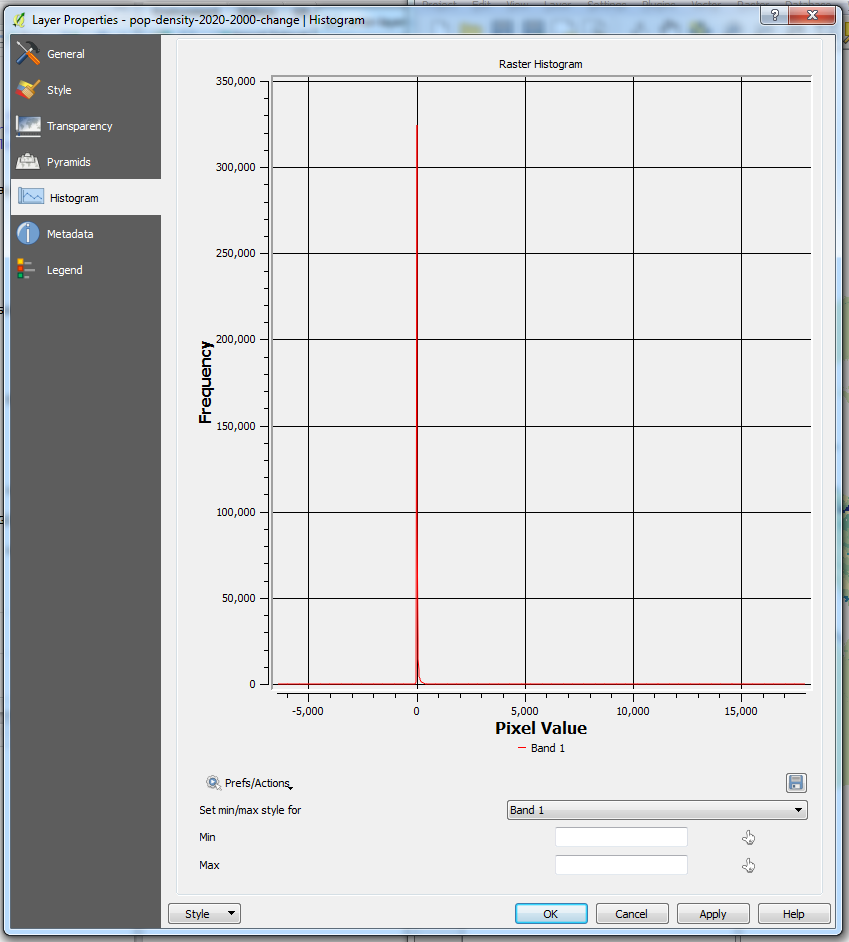 Layer Properties - pop-density-2020-2000-change | Histogram
General
Style
Transparency
Pyramids
Histogram
Metadata
Legend
Raster Histogram
350,000
300,000
250,000
200,000
150,000
100,000
50,000
0
Frequency
-5,000 0 5,000 10,000 15,000
Pixel Value
Band 1
Prefs/Actions
Set min/max style for Band 1
Min
Max
Style OK Cancel Apply Help